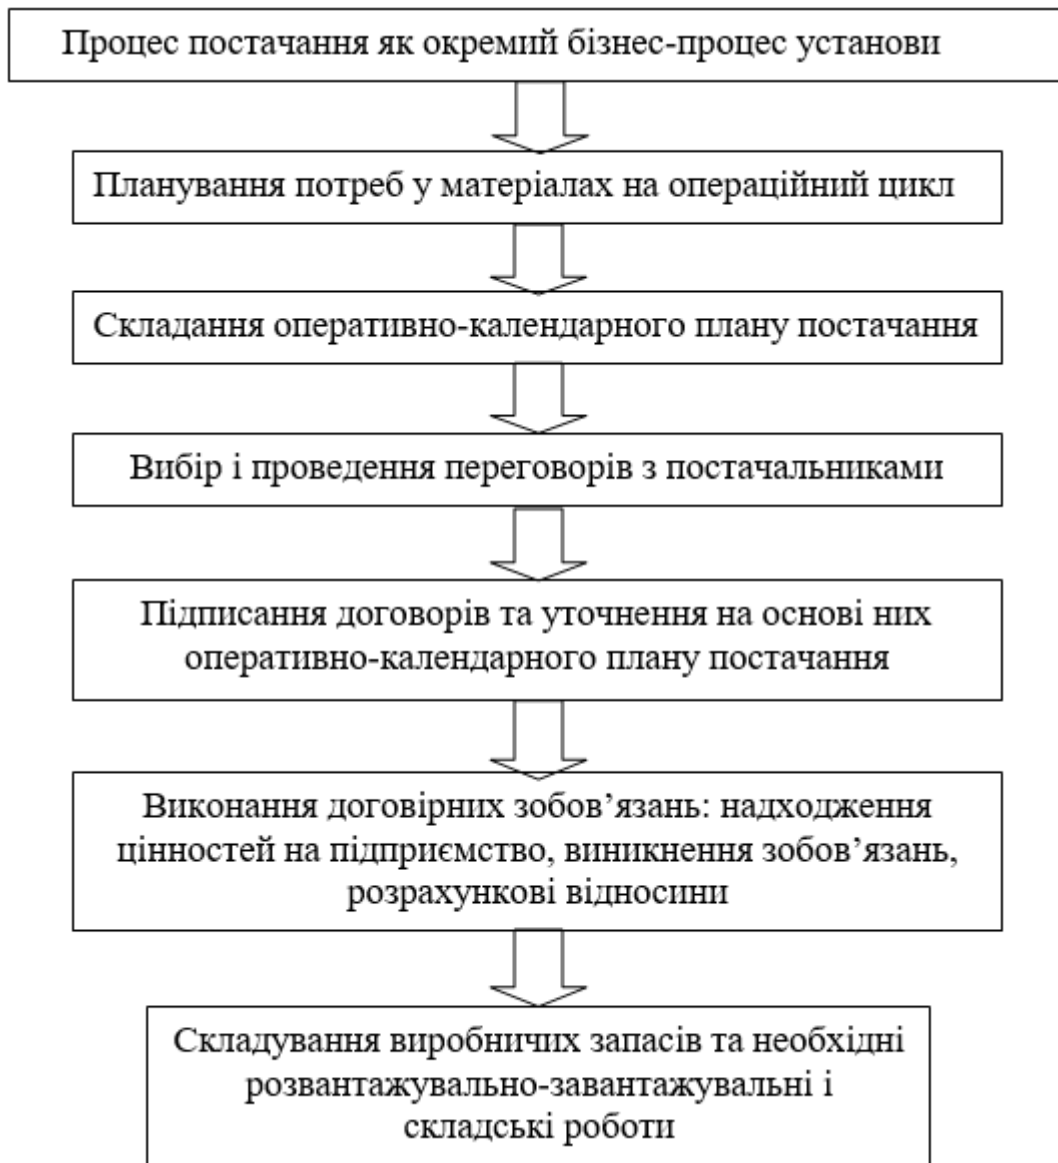 Процес постачання як окремий бізнес-процес установи
Планування потреб у матеріалах на операційний цикл
Складання оперативно-календарного плану постачання
Вибір і проведення переговорів з постачальниками
Підписання договорів та уточнення на основі них
оперативно-календарного плану постачання
Виконання договірних зобов’язань: надходження
цінностей на підприємство, виникнення зобов’язань,
розрахункові відносини
Складування виробничих запасів та необхідні
розвантажувально-завантажувальні і
складські роботи